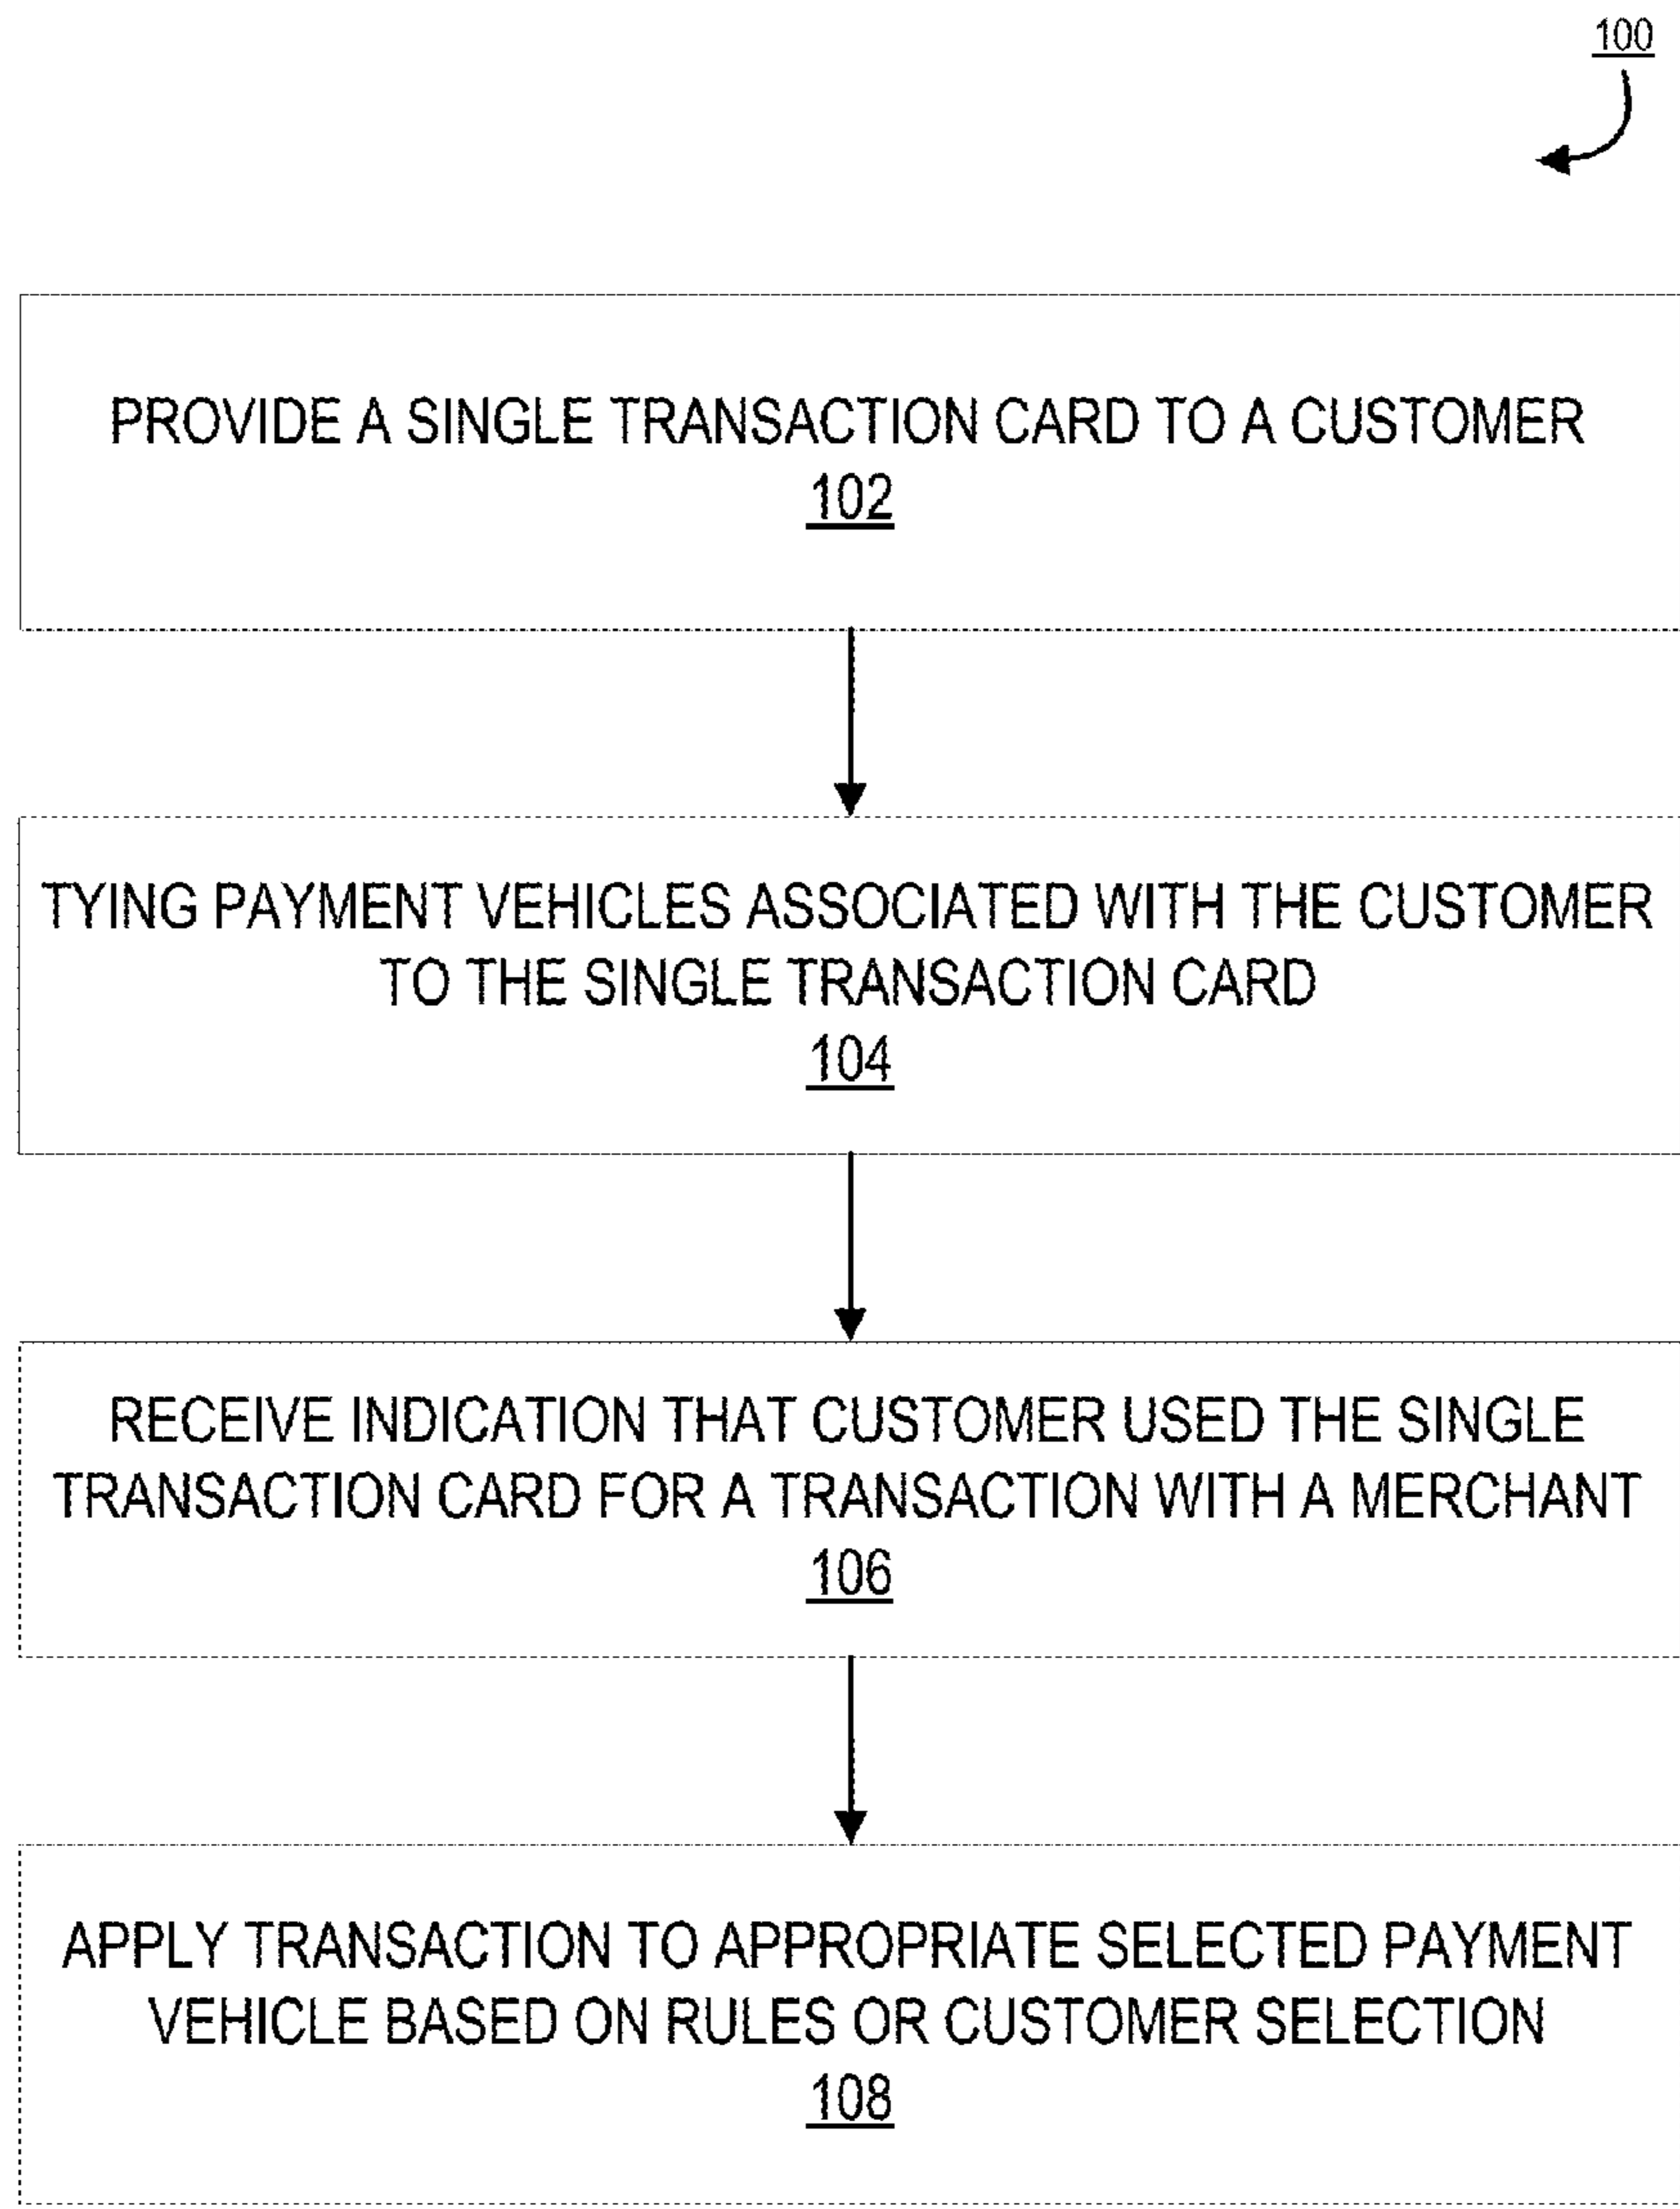 100
PROVIDE A SINGLE TRANSACTION CARD TO A CUSTOMER
102
TYING PAYMENT VEHICLES ASSOCIATED WITH THE CUSTOMER
TO THE SINGLE TRANSACTION CARD
104
RECEIVE INDICATION THAT CUSTOMER USED THE SINGLE
TRANSACTION CARD FOR A TRANSACTION WITH A MERCHANT
106
APPLY TRANSACTION TO APPROPRIATE SELECTED PAYMENT
VEHICLE BASED ON RULES OR CUSTOMER SELECTION
108